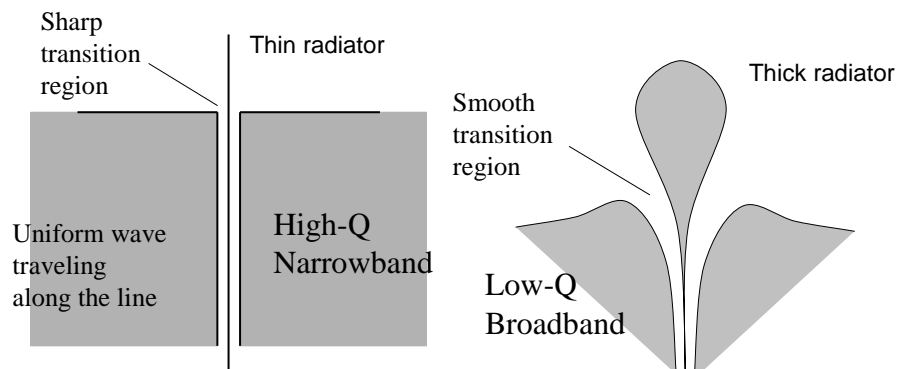 Sharp
transition
region
Thin radiator
Uniform wave
traveling
along the line
High-Q
Narrowband
Thick radiator
Smooth
transition
region
Low-Q
Broadband